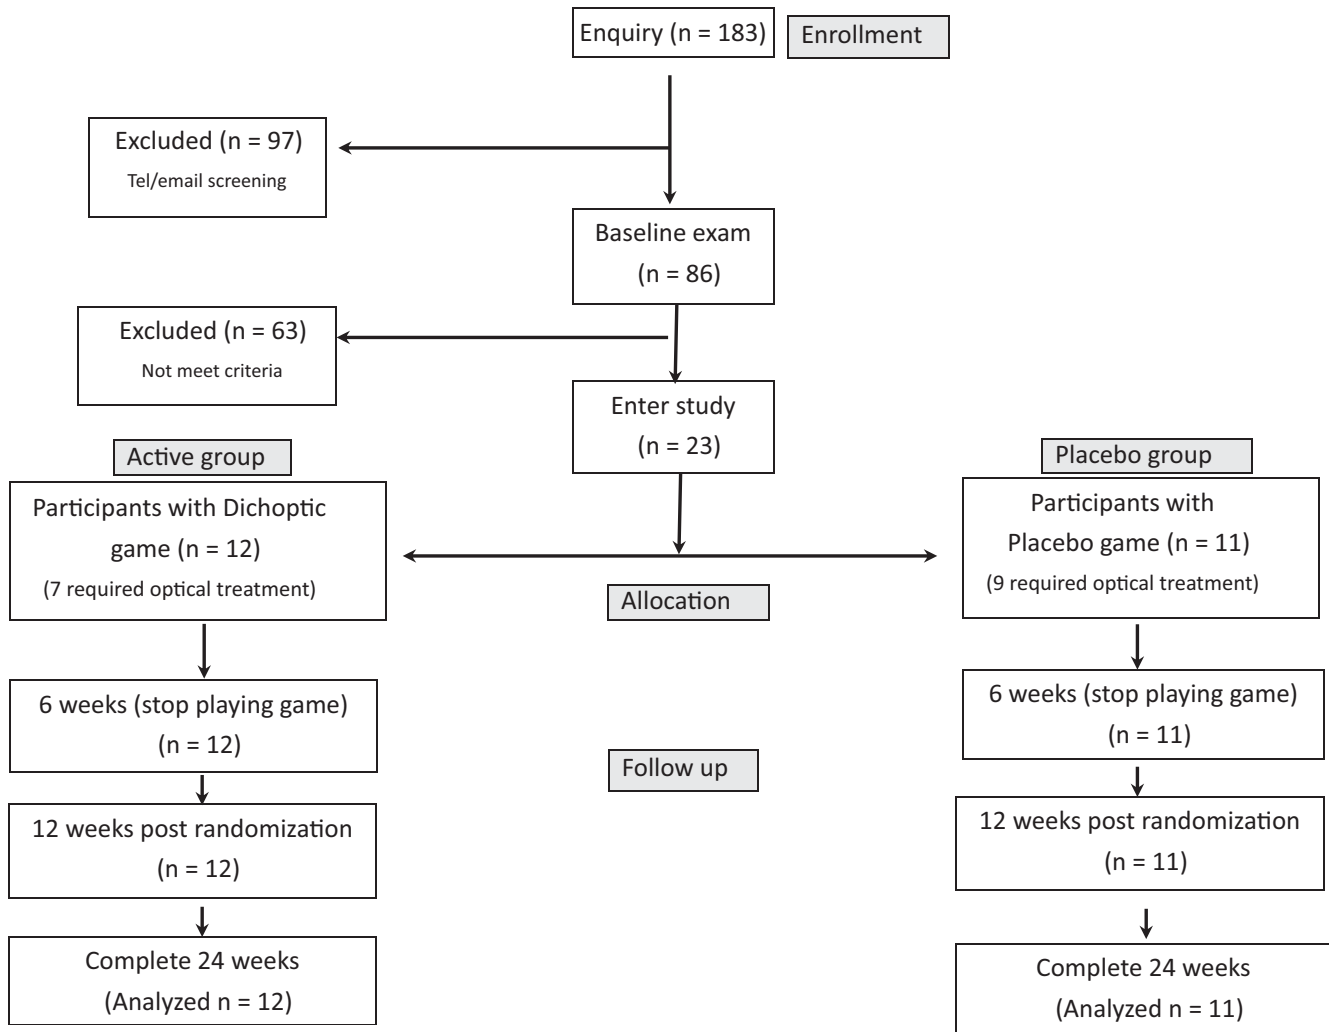 Enquiry (n = 183)
Enrollment
Excluded (n = 97)
Tel/email screening
Baseline exam
(n = 86)
Excluded (n = 63)
Not meet criteria
Enter study
(n = 23)
Active group
Placebo group
Participants with Dichoptic
game (n = 12)
(7 required optical treatment)
Participants with
Placebo game (n = 11)
(9 required optical treatment)
Allocation
6 weeks (stop playing game)
(n = 12)
6 weeks (stop playing game)
(n = 11)
Follow up
12 weeks post randomization
(n = 12)
12 weeks post randomization
(n = 11)
Complete 24 weeks
(Analyzed n = 12)
Complete 24 weeks
(Analyzed n = 11)